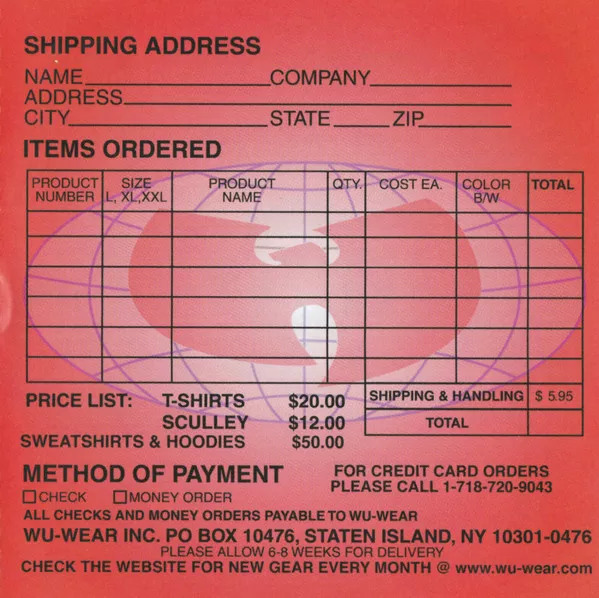 SHIPPING ADDRESS
NAME COMPANY
ADDRESS
CITY STATE ZIP
ITEMS ORDERED
PRODUCT NUMBER SIZE L, XL,XXL PRODUCT NAME QTY. COST EA. COLOR B/W TOTAL
PRICE LIST: T-SHIRTS $20.00 SHIPPING & HANDLING $ 5.95
SCULLEY $12.00 TOTAL
SWEATSHIRTS & HOODIES $50.00
METHOD OF PAYMENT FOR CREDIT CARD ORDERS
CHECK MONEY ORDER PLEASE CALL 1-718-720-9043
ALL CHECKS AND MONEY ORDERS PAYABLE TO WU-WEAR
WU-WEAR INC. PO BOX 10476, STATEN ISLAND, NY 10301-0476
PLEASE ALLOW 6-8 WEEKS FOR DELIVERY
CHECK THE WEBSITE FOR NEW GEAR EVERY MONTH @ www.wu-wear.com